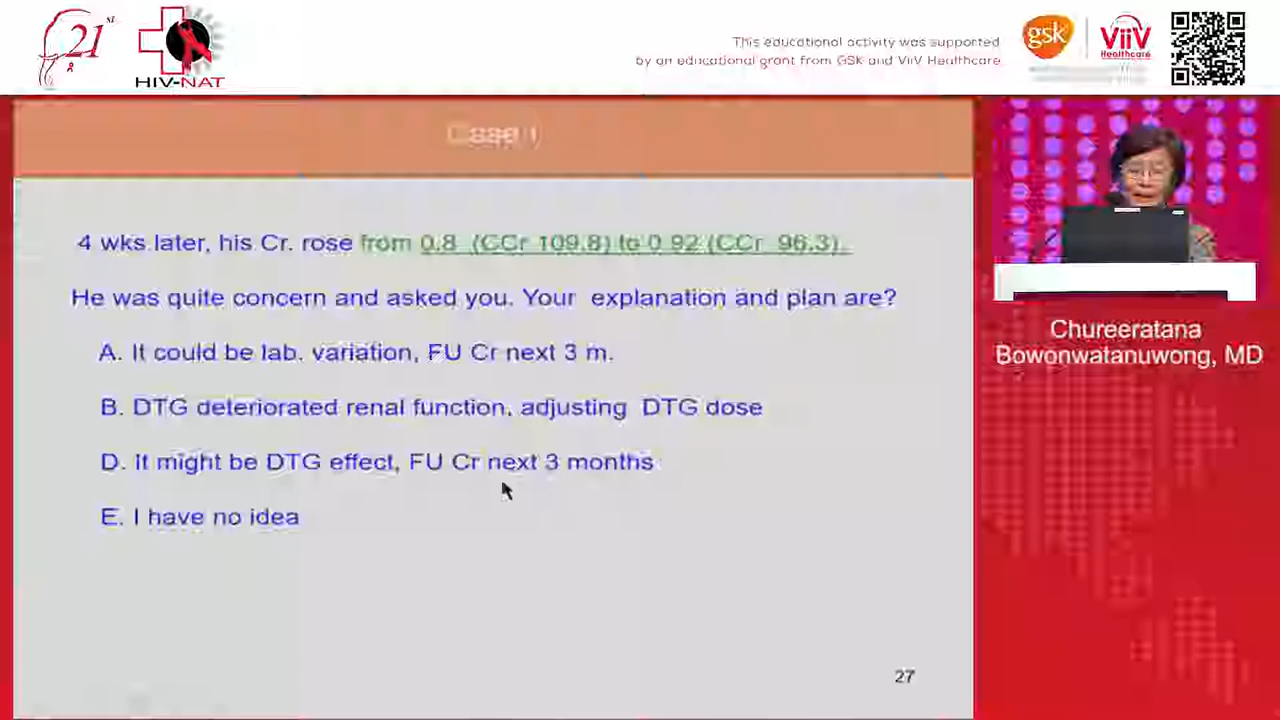 21st
HIV-NAT
This educational activity was supported
by an educational grant from GSK and ViiV Healthcare
gsk
ViiV
Healthcare
Case I
4 wks later, his Cr. rose from 0.8 (CCr 109.8) to 0.92 (CCr 96.3).
He was quite concern and asked you. Your explanation and plan are?
A. It could be lab. variation, FU Cr next 3 m.
B. DTG deteriorated renal function, adjusting DTG dose
D. It might be DTG effect, FU Cr next 3 months
E. I have no idea
27
Chureeratana
Bowonwatanuwong, MD